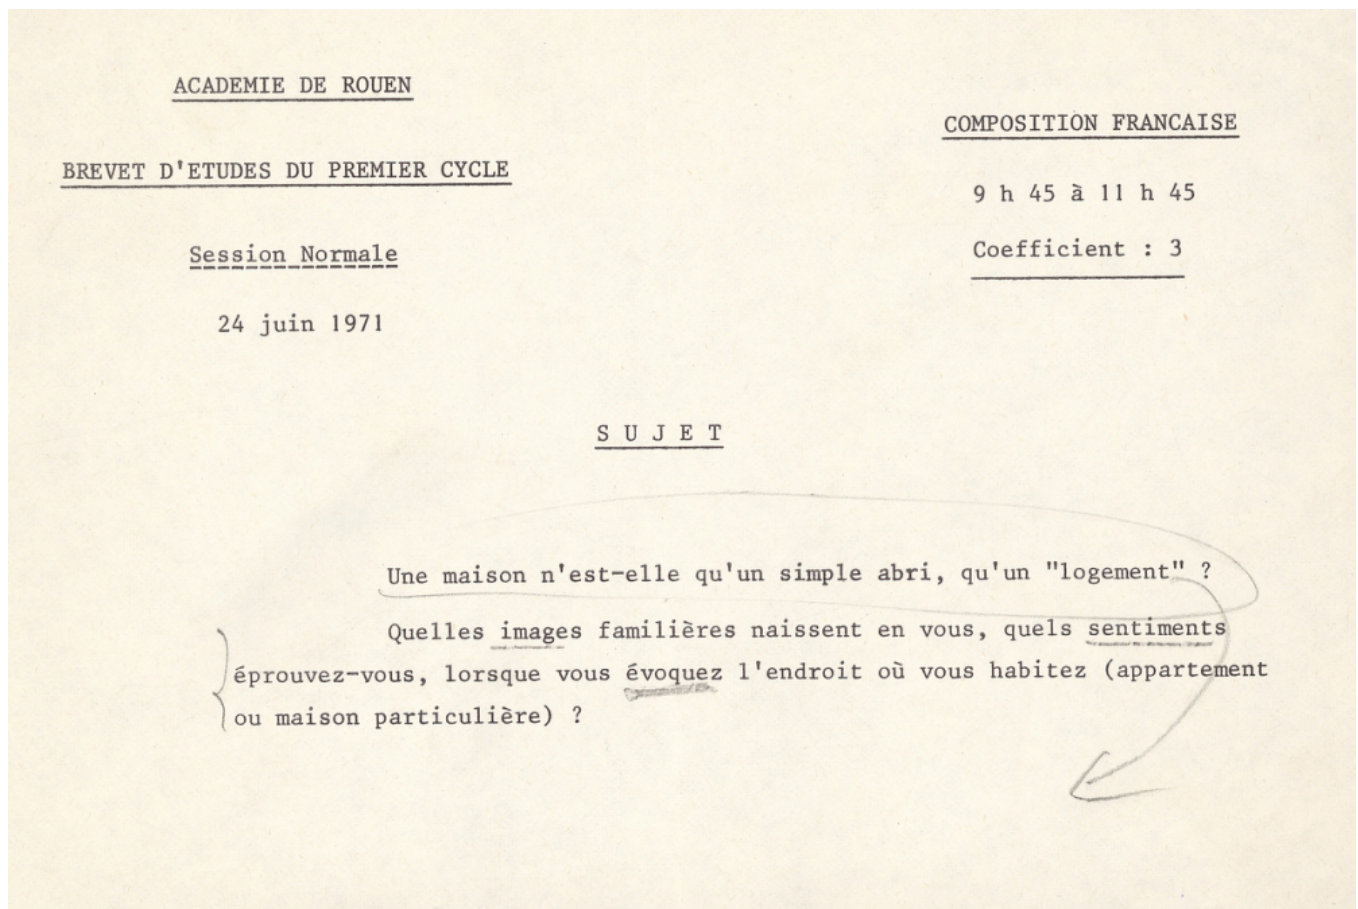 ACADEMIE DE ROUEN
BREVET D'ETUDES DU PREMIER CYCLE
Session Normale
24 juin 1971
COMPOSITION FRANCAISE
9 h 45 à 11 h 45
Coefficient : 3
S U J E T
Une maison n'est-elle qu'un simple abri, qu'un "logement" ?
Quelles images familières naissent en vous, quels sentiments
éprouvez-vous, lorsque vous évoquez l'endroit où vous habitez (appartement
ou maison particulière) ?